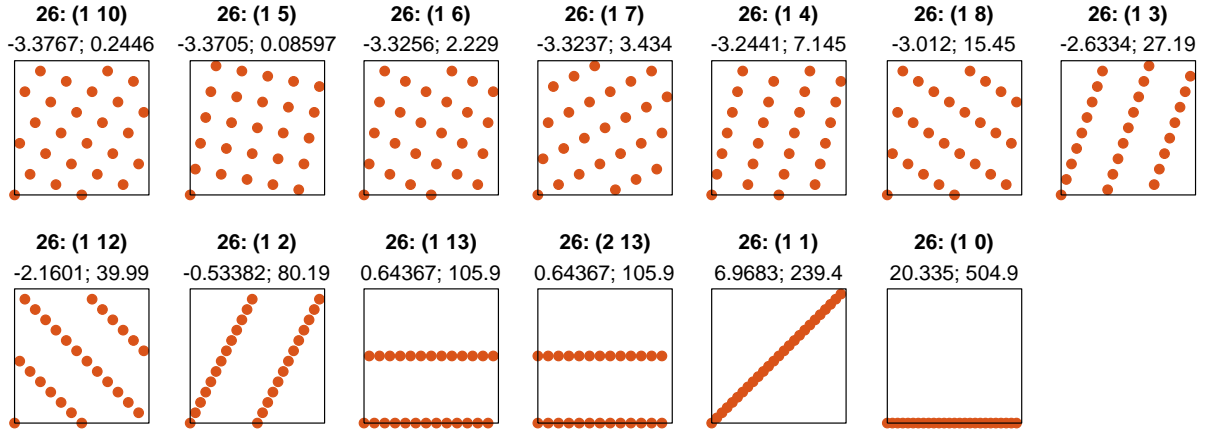 26: (1 10) 26: (1 5) 26: (1 6) 26: (1 7) 26: (1 4) 26: (1 8) 26: (1 3)
-3.3767; 0.2446 -3.3705; 0.08597 -3.3256; 2.229 -3.3237; 3.434 -3.2441; 7.145 -3.012; 15.45 -2.6334; 27.19
26: (1 12) 26: (1 2) 26: (1 13) 26: (2 13) 26: (1 1) 26: (1 0)
-2.1601; 39.99 -0.53382; 80.19 0.64367; 105.9 0.64367; 105.9 6.9683; 239.4 20.335; 504.9